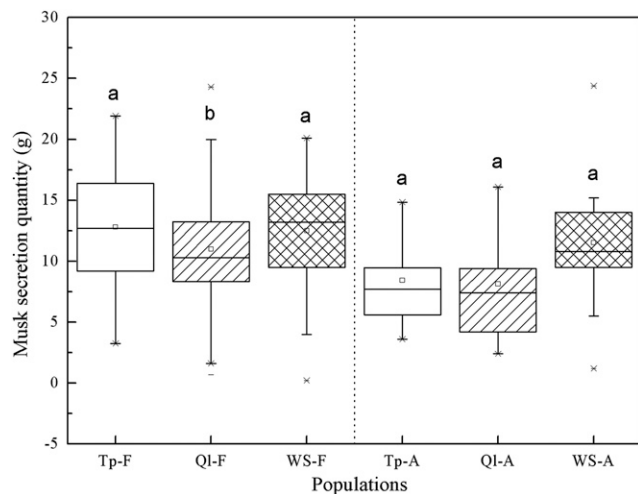 30
25
20
15
10
5
0
-5
Musk secretion quantity (g)
a
b
a
a
a
a
Tp-F
Ql-F
WS-F
Tp-A
Ql-A
WS-A
Populations